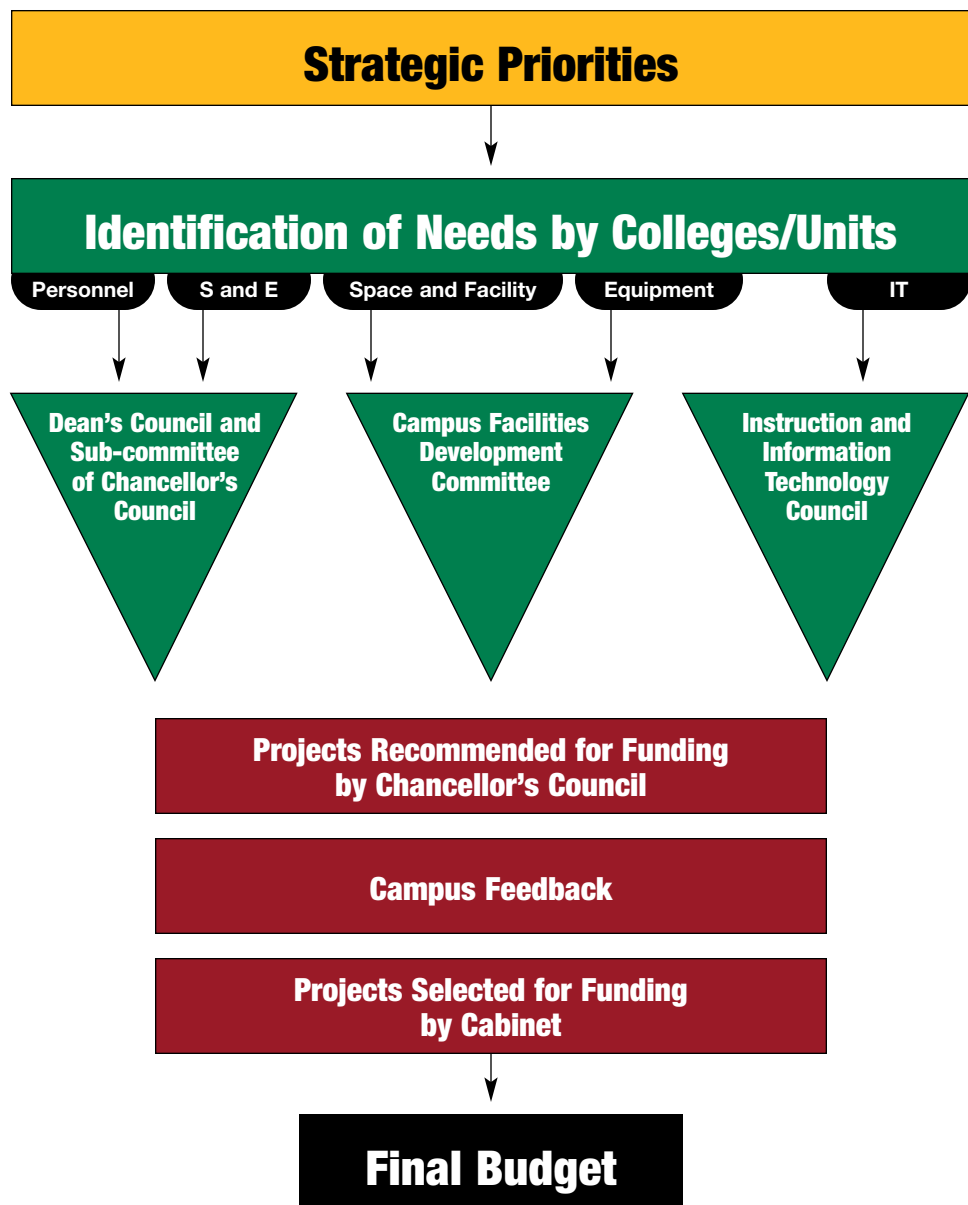 Strategic Priorities
Identification of Needs by Colleges/Units
Personnel
S and E
Space and Facility
Equipment
IT
Dean’s Council and
Sub-committee
of Chancellor’s
Council
Campus Facilities
Development
Committee
Instruction and
Information
Technology
Council
Projects Recommended for Funding
by Chancellor’s Council
Campus Feedback
Projects Selected for Funding
by Cabinet
Final Budget